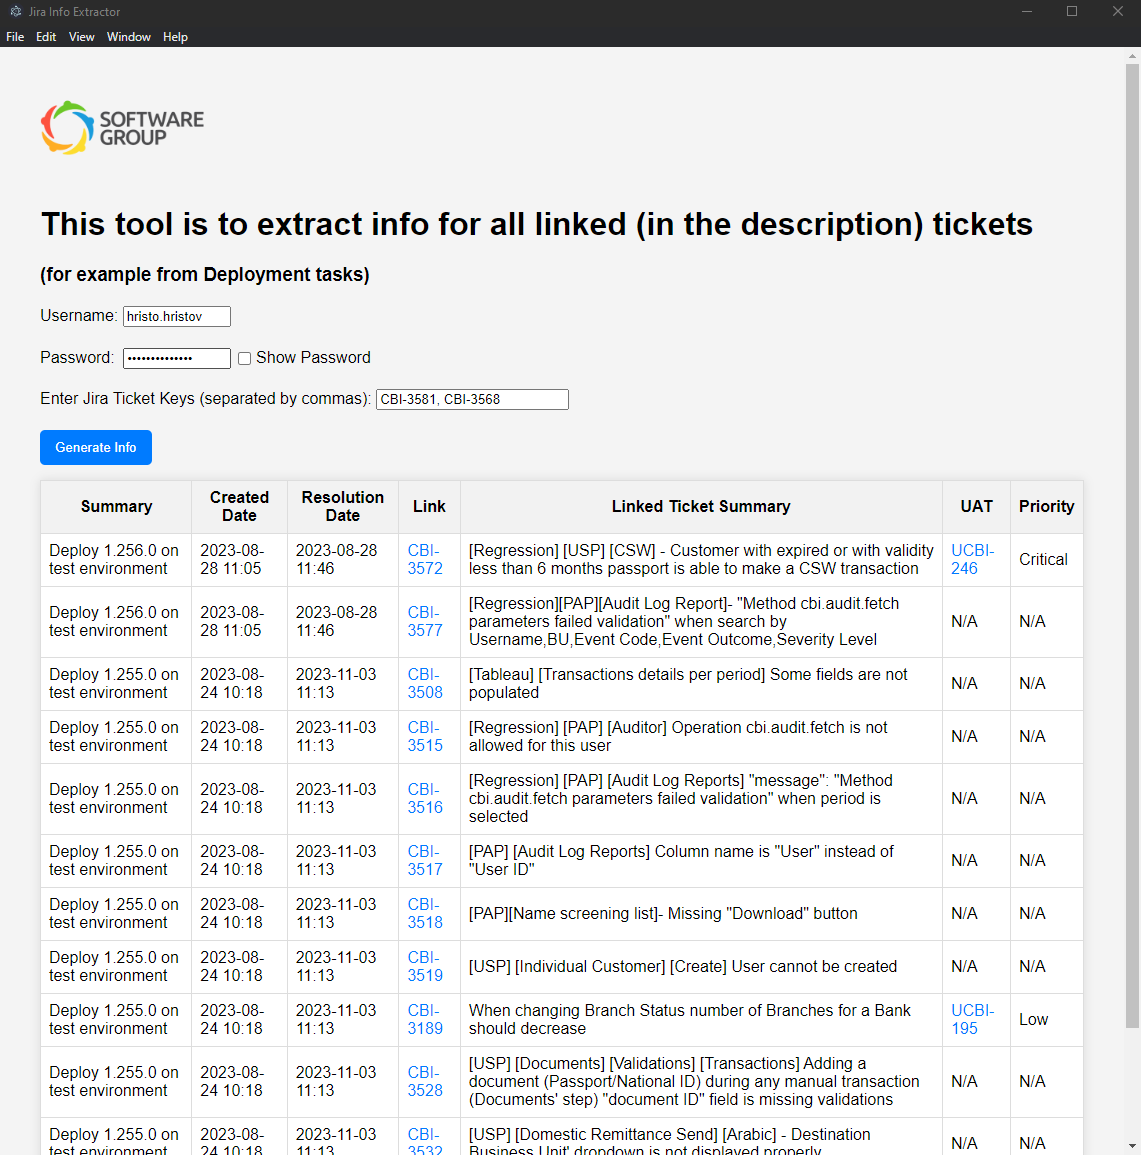 Jira Info Extractor
File Edit View Window Help
SOFTWARE
GROUP
This tool is to extract info for all linked (in the description) tickets
(for example from Deployment tasks)
Username: hristo.hristov
Password: •••••••••••••• Show Password
Enter Jira Ticket Keys (separated by commas): CBI-3581, CBI-3568
Generate Info
Summary
Created
Date
Resolution
Date
Link
Linked Ticket Summary
UAT
Priority
Deploy 1.256.0 on
test environment
2023-08-
28 11:05
2023-08-28
11:46
CBI-
3572
[Regression] [USP] [CSW] - Customer with expired or with validity
less than 6 months passport is able to make a CSW transaction
UCBI-
246
Critical
Deploy 1.256.0 on
test environment
2023-08-
28 11:05
2023-08-28
11:46
CBI-
3577
[Regression][PAP][Audit Log Report]- "Method cbi.audit.fetch
parameters failed validation" when search by
Username,BU,Event Code,Event Outcome,Severity Level
N/A
N/A
Deploy 1.255.0 on
test environment
2023-08-
24 10:18
2023-11-03
11:13
CBI-
3508
[Tableau] [Transactions details per period] Some fields are not
populated
N/A
N/A
Deploy 1.255.0 on
test environment
2023-08-
24 10:18
2023-11-03
11:13
CBI-
3515
[Regression] [PAP] [Auditor] Operation cbi.audit.fetch is not
allowed for this user
N/A
N/A
Deploy 1.255.0 on
test environment
2023-08-
24 10:18
2023-11-03
11:13
CBI-
3516
[Regression] [PAP] [Audit Log Reports] "message": "Method
cbi.audit.fetch parameters failed validation" when period is
selected
N/A
N/A
Deploy 1.255.0 on
test environment
2023-08-
24 10:18
2023-11-03
11:13
CBI-
3517
[PAP] [Audit Log Reports] Column name is "User" instead of
"User ID"
N/A
N/A
Deploy 1.255.0 on
test environment
2023-08-
24 10:18
2023-11-03
11:13
CBI-
3518
[PAP][Name screening list]- Missing "Download" button
N/A
N/A
Deploy 1.255.0 on
test environment
2023-08-
24 10:18
2023-11-03
11:13
CBI-
3519
[USP] [Individual Customer] [Create] User cannot be created
N/A
N/A
Deploy 1.255.0 on
test environment
2023-08-
24 10:18
2023-11-03
11:13
CBI-
3189
When changing Branch Status number of Branches for a Bank
should decrease
UCBI-
195
Low
Deploy 1.255.0 on
test environment
2023-08-
24 10:18
2023-11-03
11:13
CBI-
3528
[USP] [Documents] [Validations] [Transactions] Adding a
document (Passport/National ID) during any manual transaction
(Documents' step) "document ID" field is missing validations
N/A
N/A
Deploy 1.255.0 on
test environment
2023-08-
24 10:18
2023-11-03
11:13
CBI-
3532
[USP] [Domestic Remittance Send] [Arabic] - Destination
Business Unit' dropdown is not displayed properly
N/A
N/A